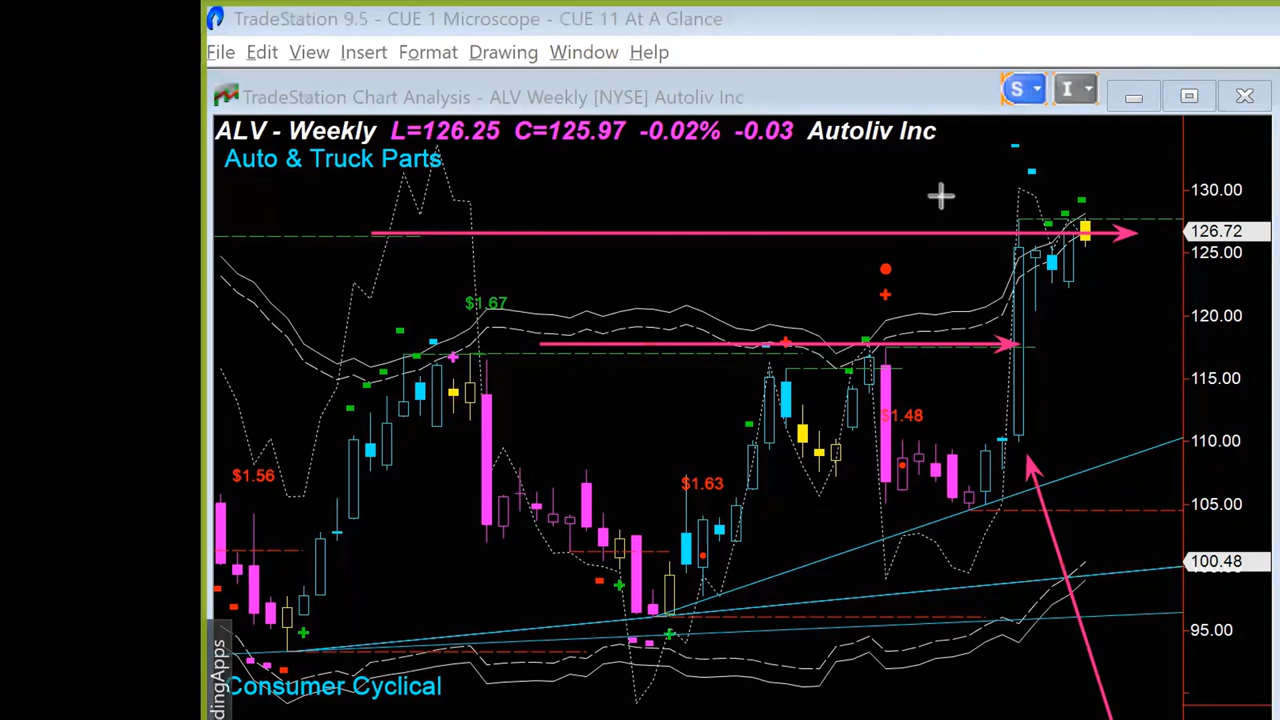 TradeStation 9.5 - CUE 1 Microscope - CUE 11 At A Glance
File Edit View Insert Format Drawing Window Help
TradeStation Chart Analysis - ALV Weekly [NYSE] Autoliv Inc
S I
ALV - Weekly L=126.25 C=125.97 -0.02% -0.03 Autoliv Inc
Auto & Truck Parts
130.00
126.72
125.00
$1.67
120.00
115.00
$1.48
110.00
$1.56
$1.63
105.00
100.48
95.00
Consumer Cyclical
dingApps